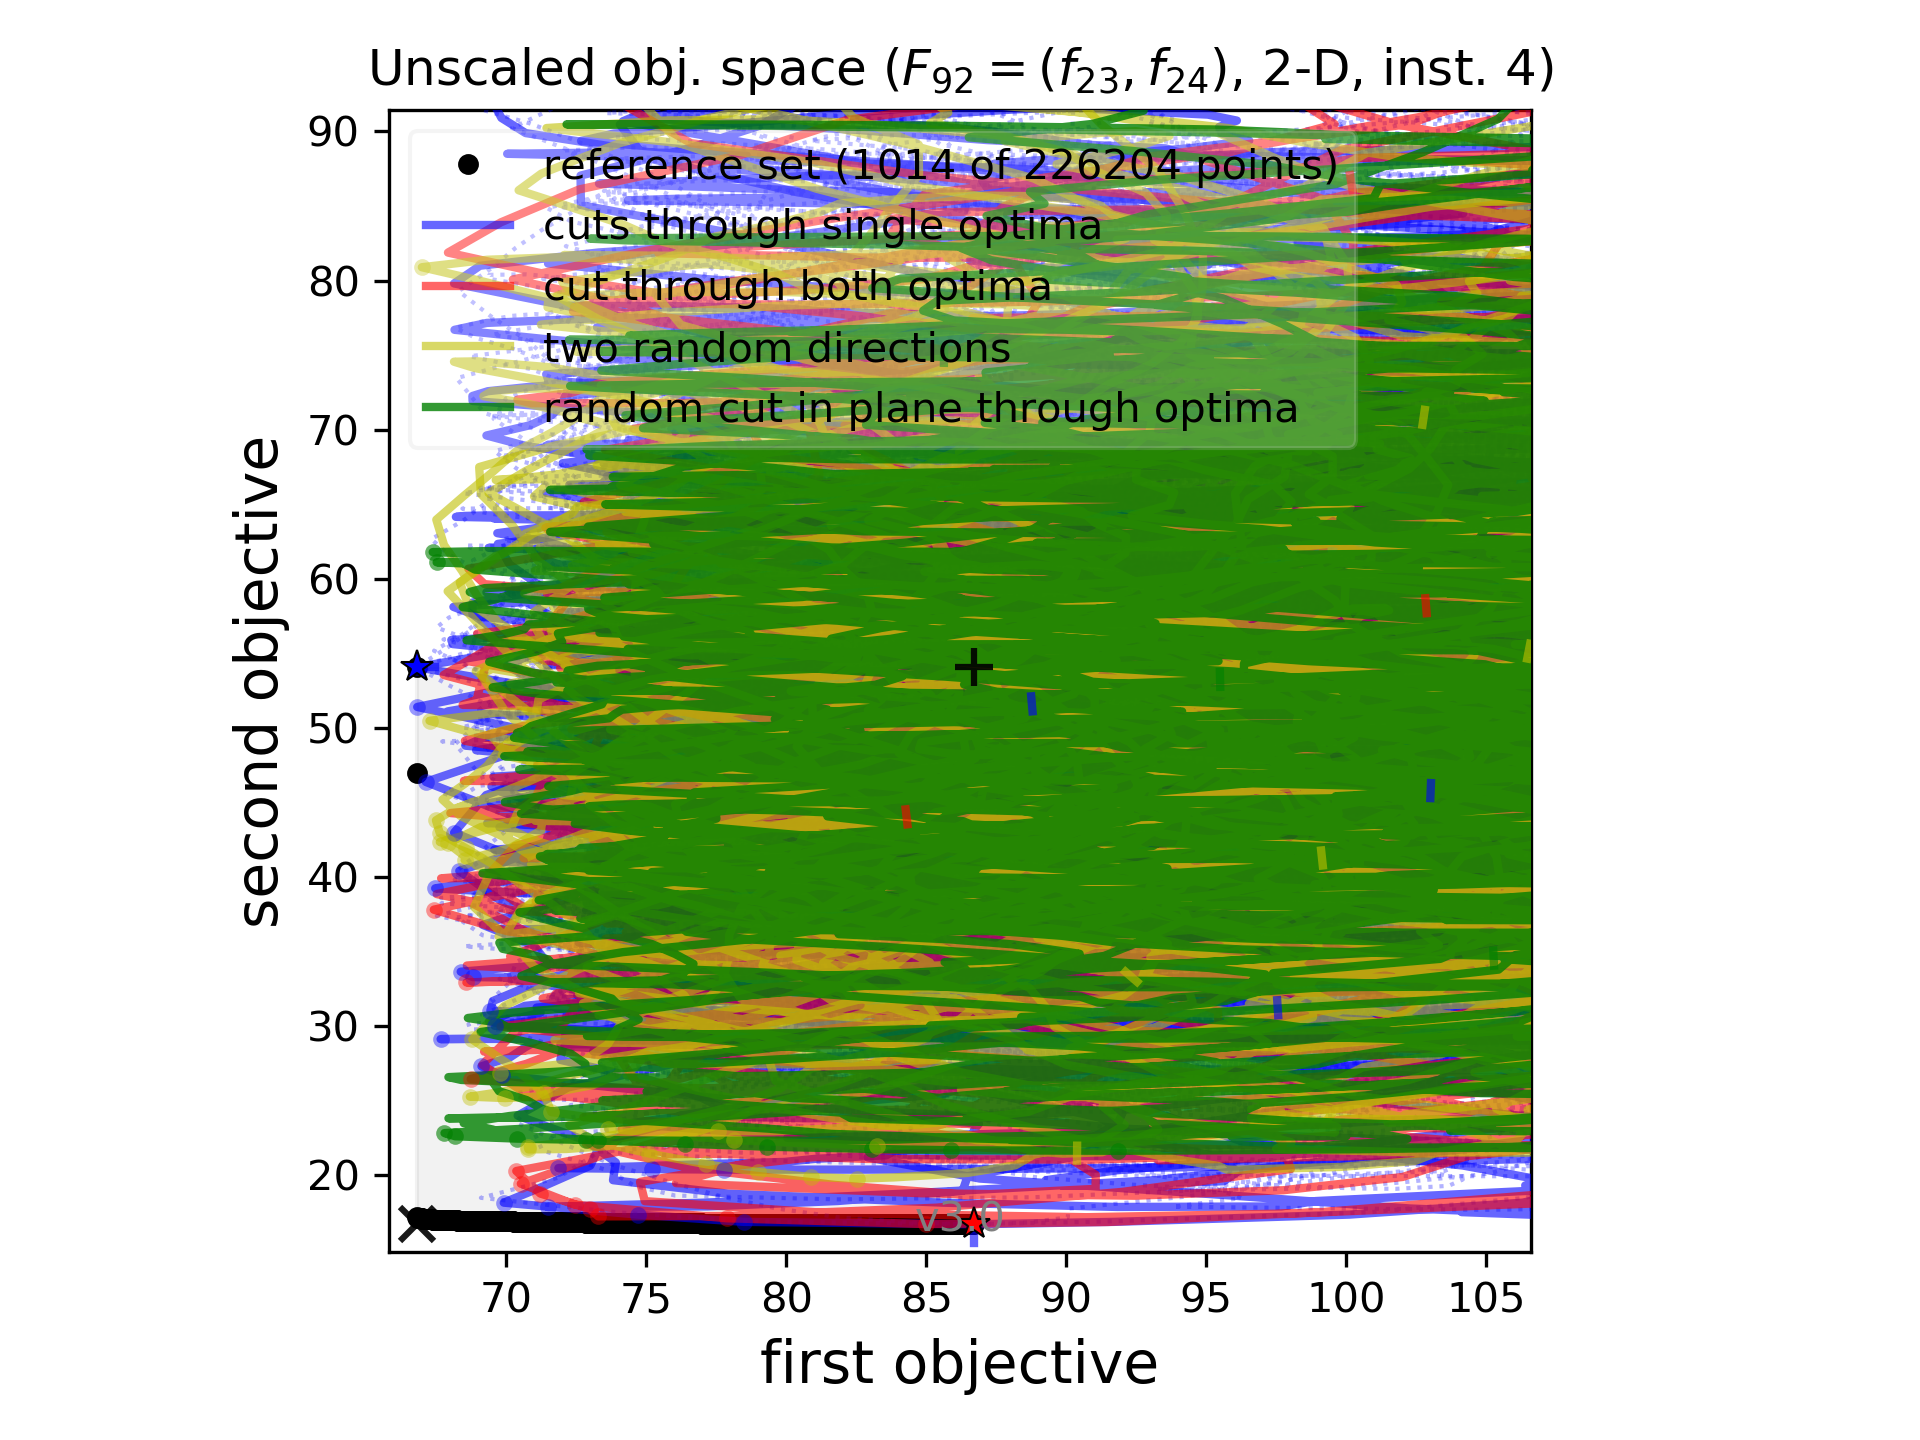 Unscaled obj. space (F92 = (f23, f24), 2-D, inst. 4)
reference set (1014 of 226204 points)
cuts through single optima
cut through both optima
two random directions
random cut in plane through optima
second objective
90
80
70
60
50
40
30
20
v3.0
70 75 80 85 90 95 100 105
first objective